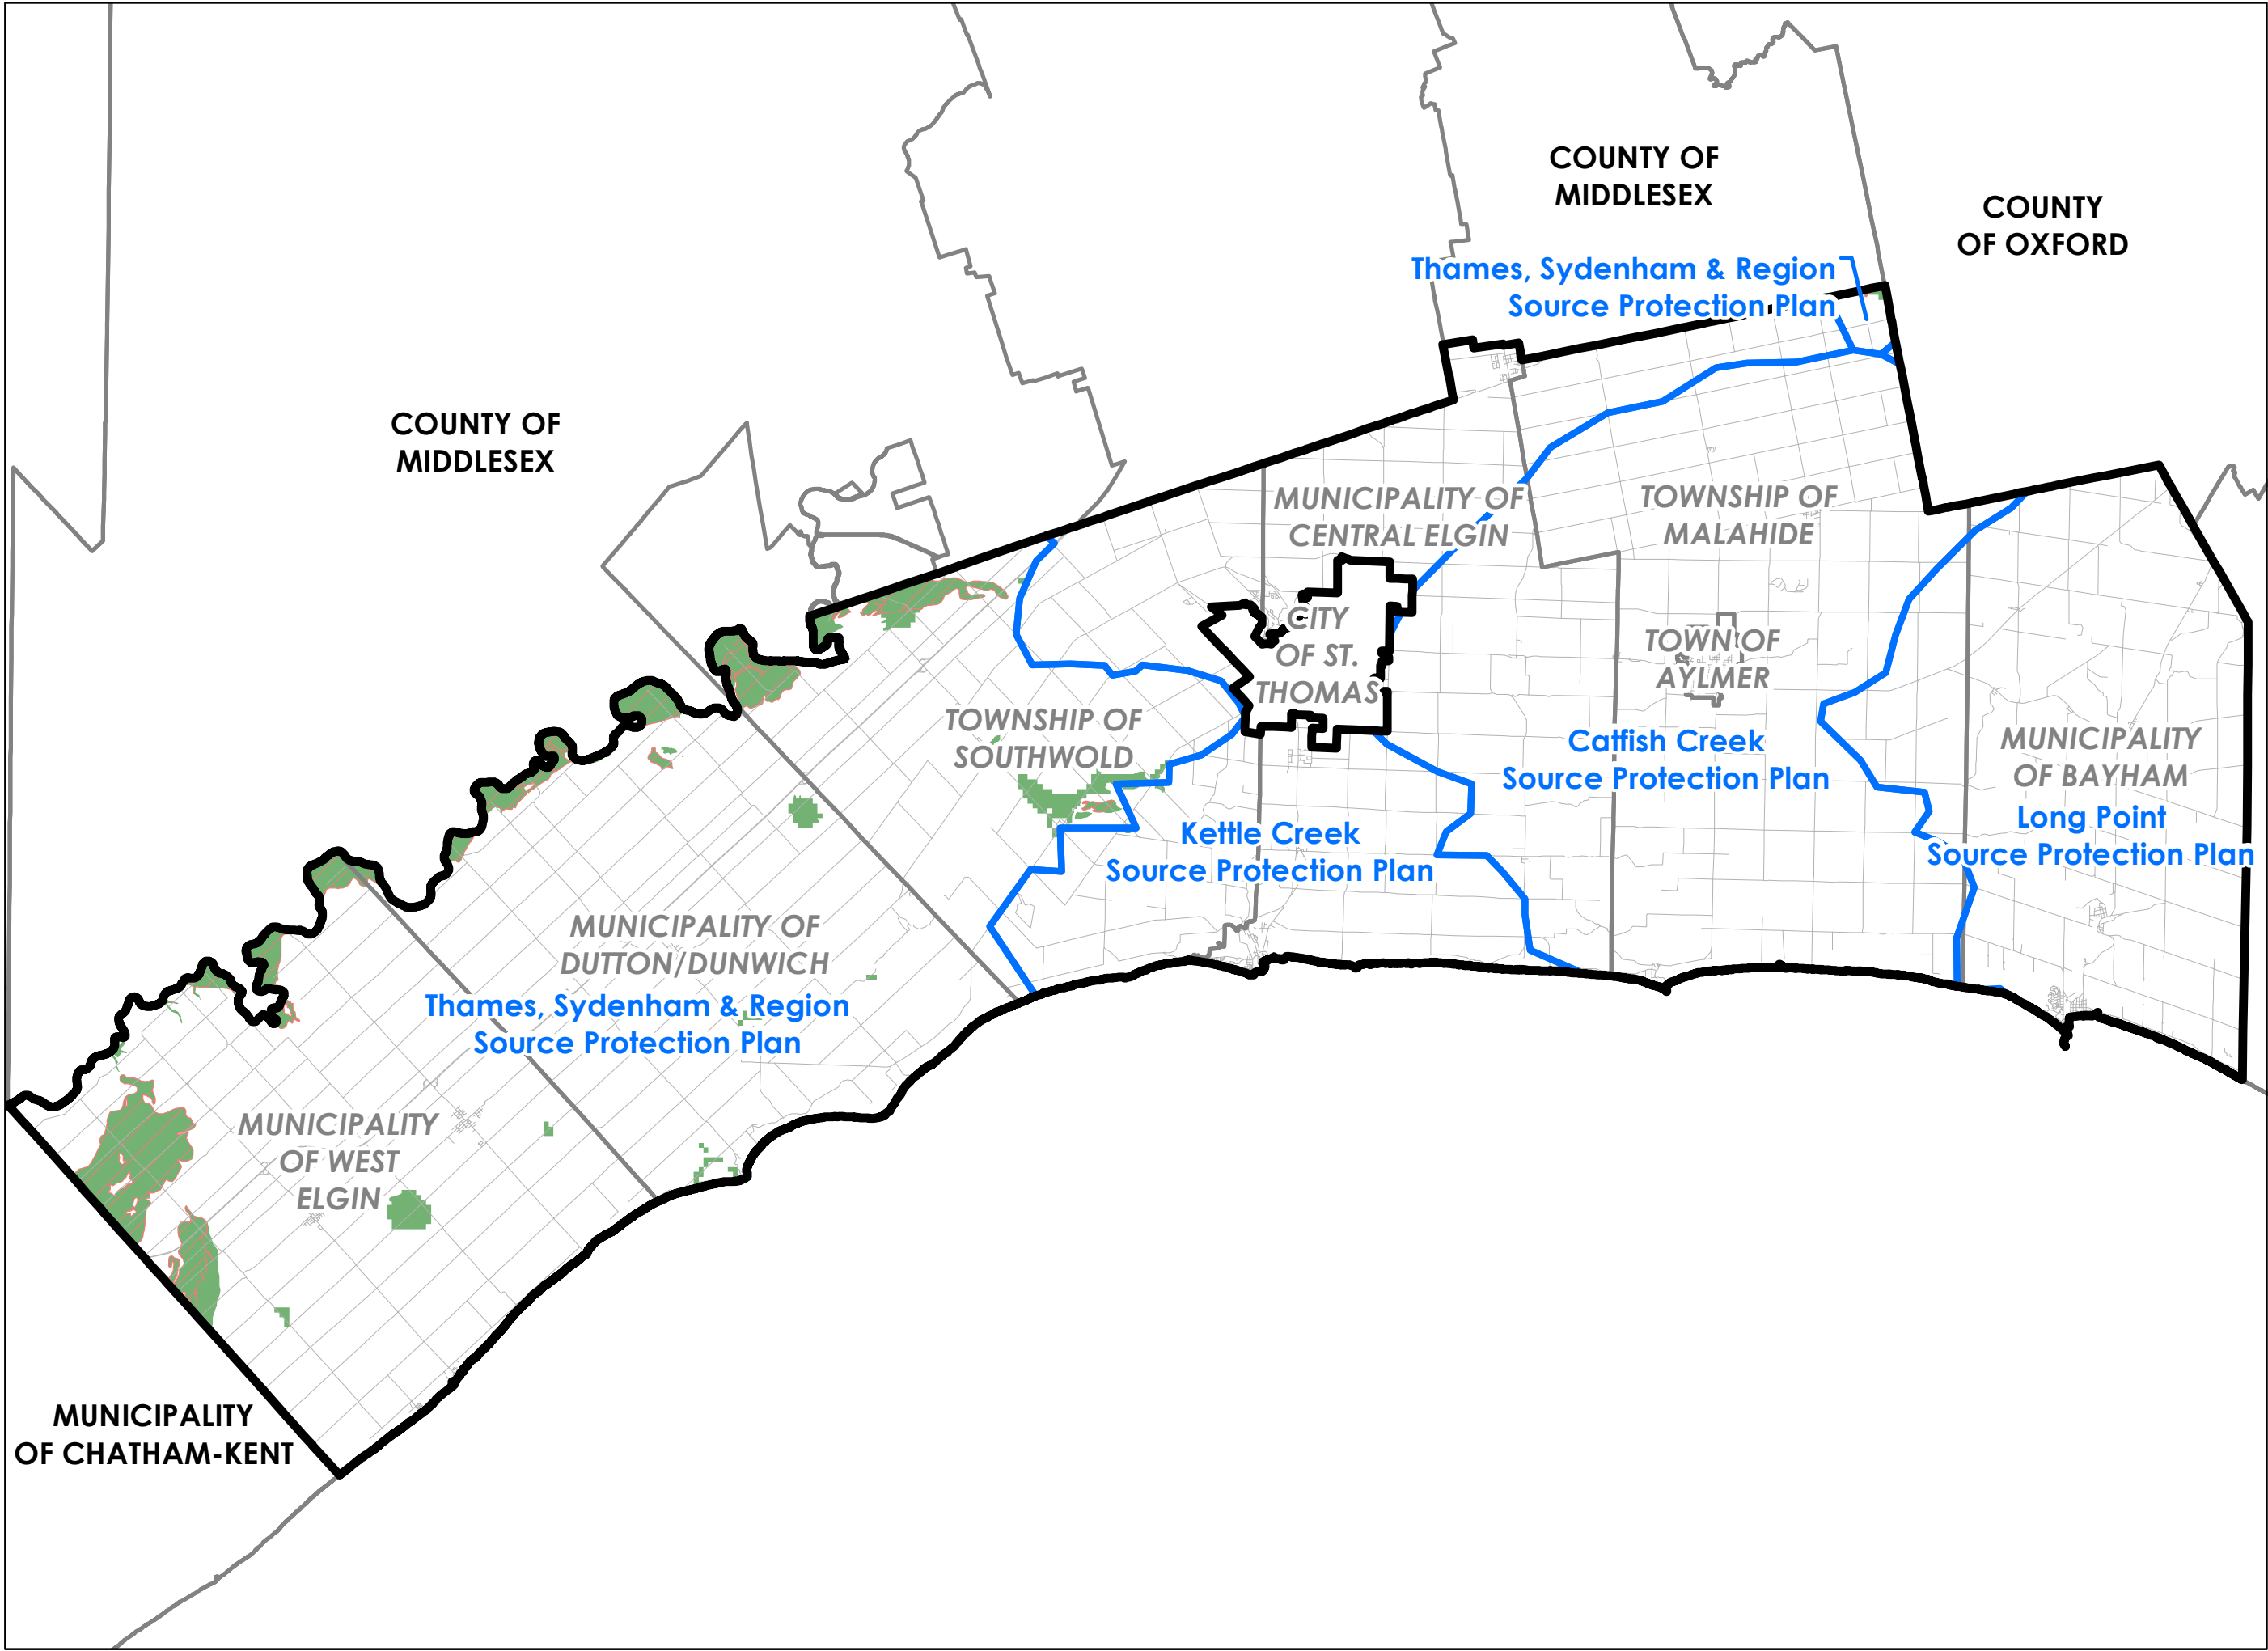 COUNTY OF
MIDDLESEX
COUNTY
OF OXFORD
Thames, Sydenham & Region
Source Protection Plan
COUNTY OF
MIDDLESEX
MUNICIPALITY OF
CENTRAL ELGIN
TOWNSHIP OF
MALAHIDE
CITY
OF ST.
THOMAS
TOWN OF
AYLMER
TOWNSHIP OF
SOUTHWOLD
Catfish Creek
Source Protection Plan
MUNICIPALITY
OF BAYHAM
Long Point
Source Protection Plan
Kettle Creek
Source Protection Plan
MUNICIPALITY OF
DUTTON/DUNWICH
Thames, Sydenham & Region
Source Protection Plan
MUNICIPALITY
OF WEST
ELGIN
MUNICIPALITY
OF CHATHAM-KENT